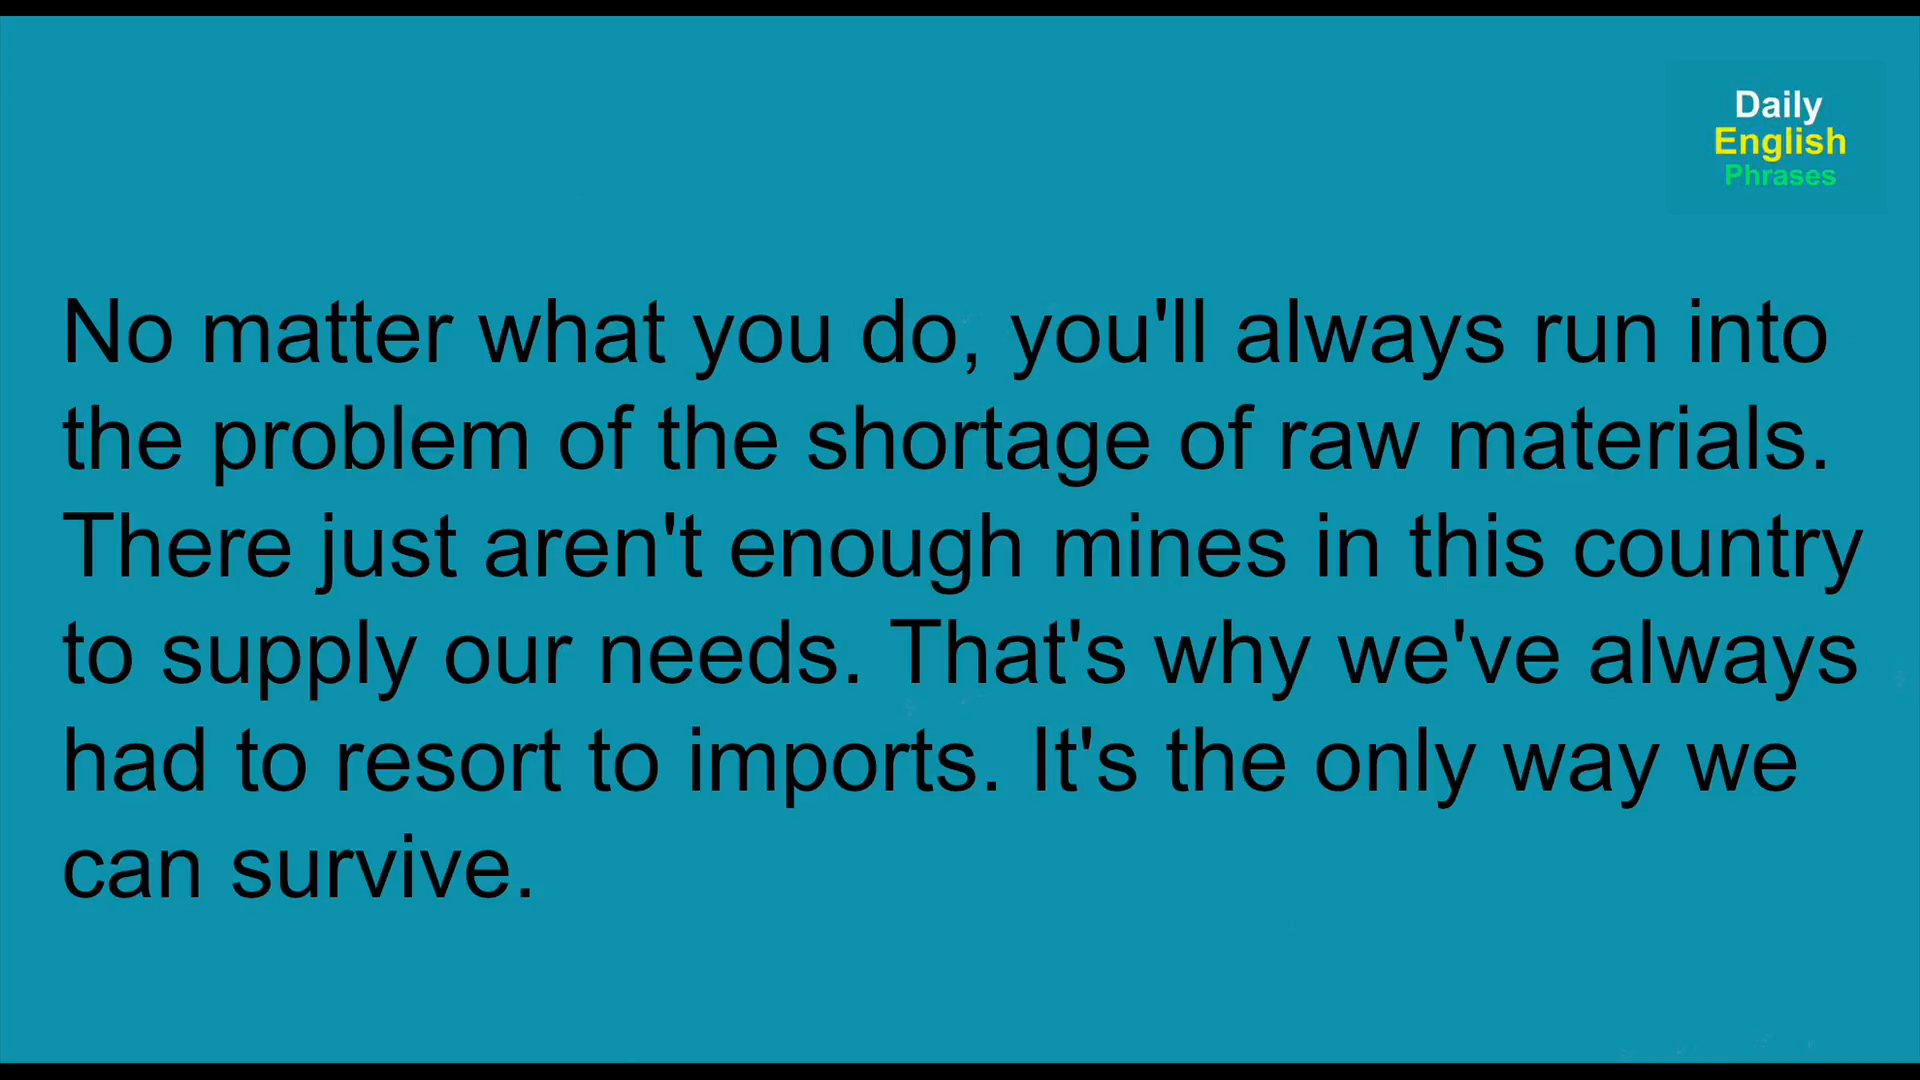 Daily
English
Phrases
No matter what you do, you'll always run into
the problem of the shortage of raw materials.
There just aren't enough mines in this country
to supply our needs. That's why we've always
had to resort to imports. It's the only way we
can survive.